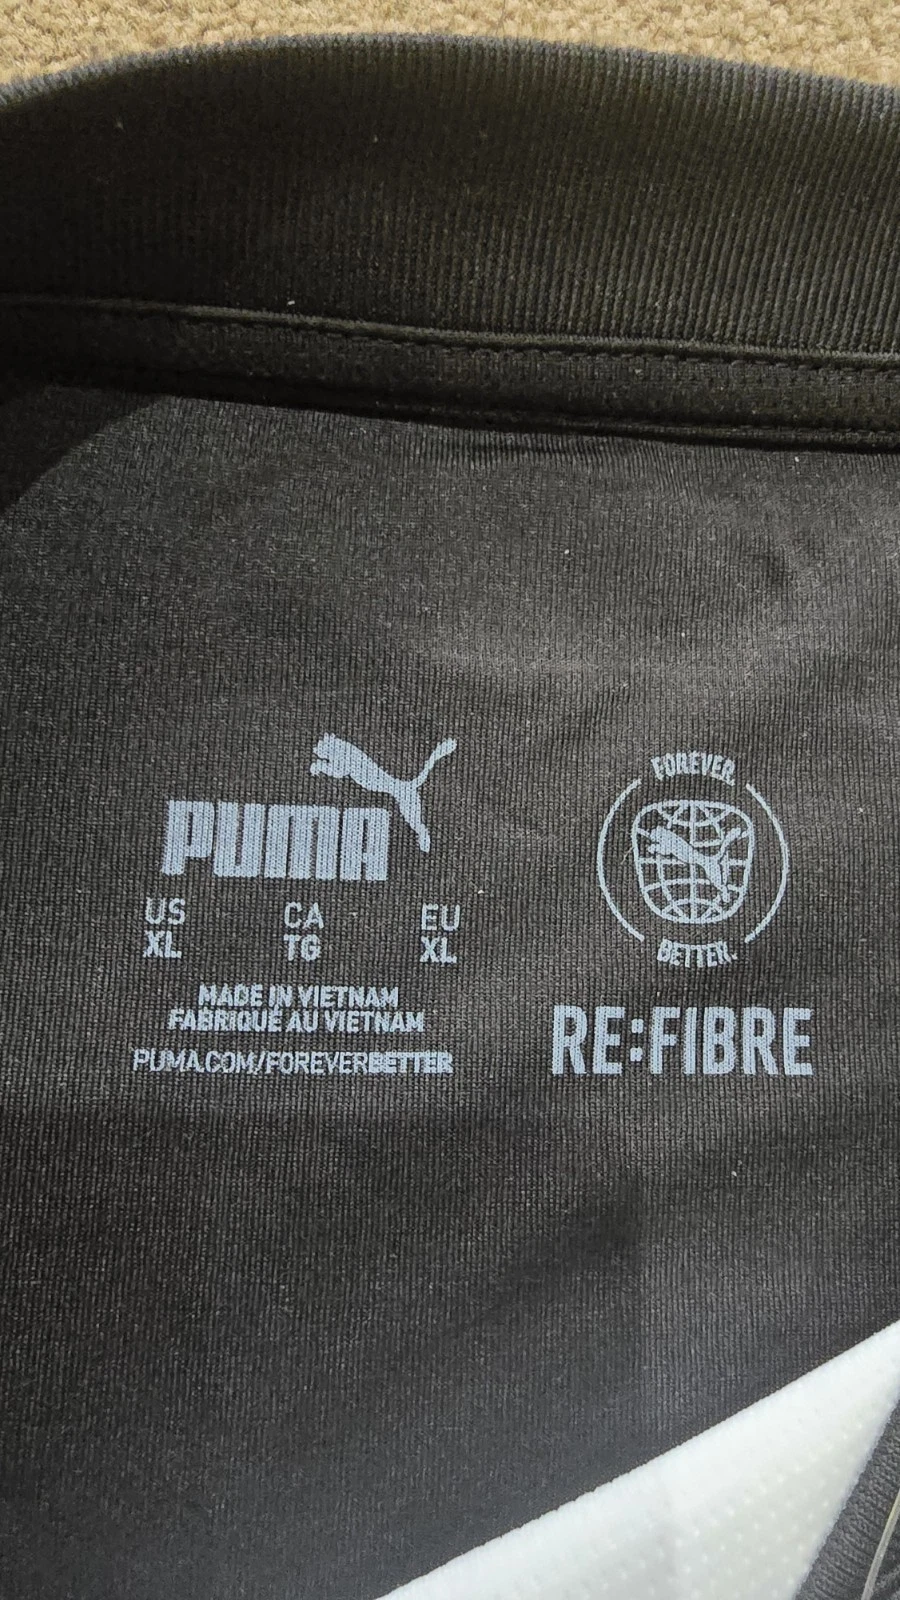 PUMA
US CA EU
XL TG XL
MADE IN VIETNAM
FABRIQUÉ AU VIETNAM
PUMA.COM/FOREVERBETTER
FOREVER.
BETTER.
RE:FIBRE